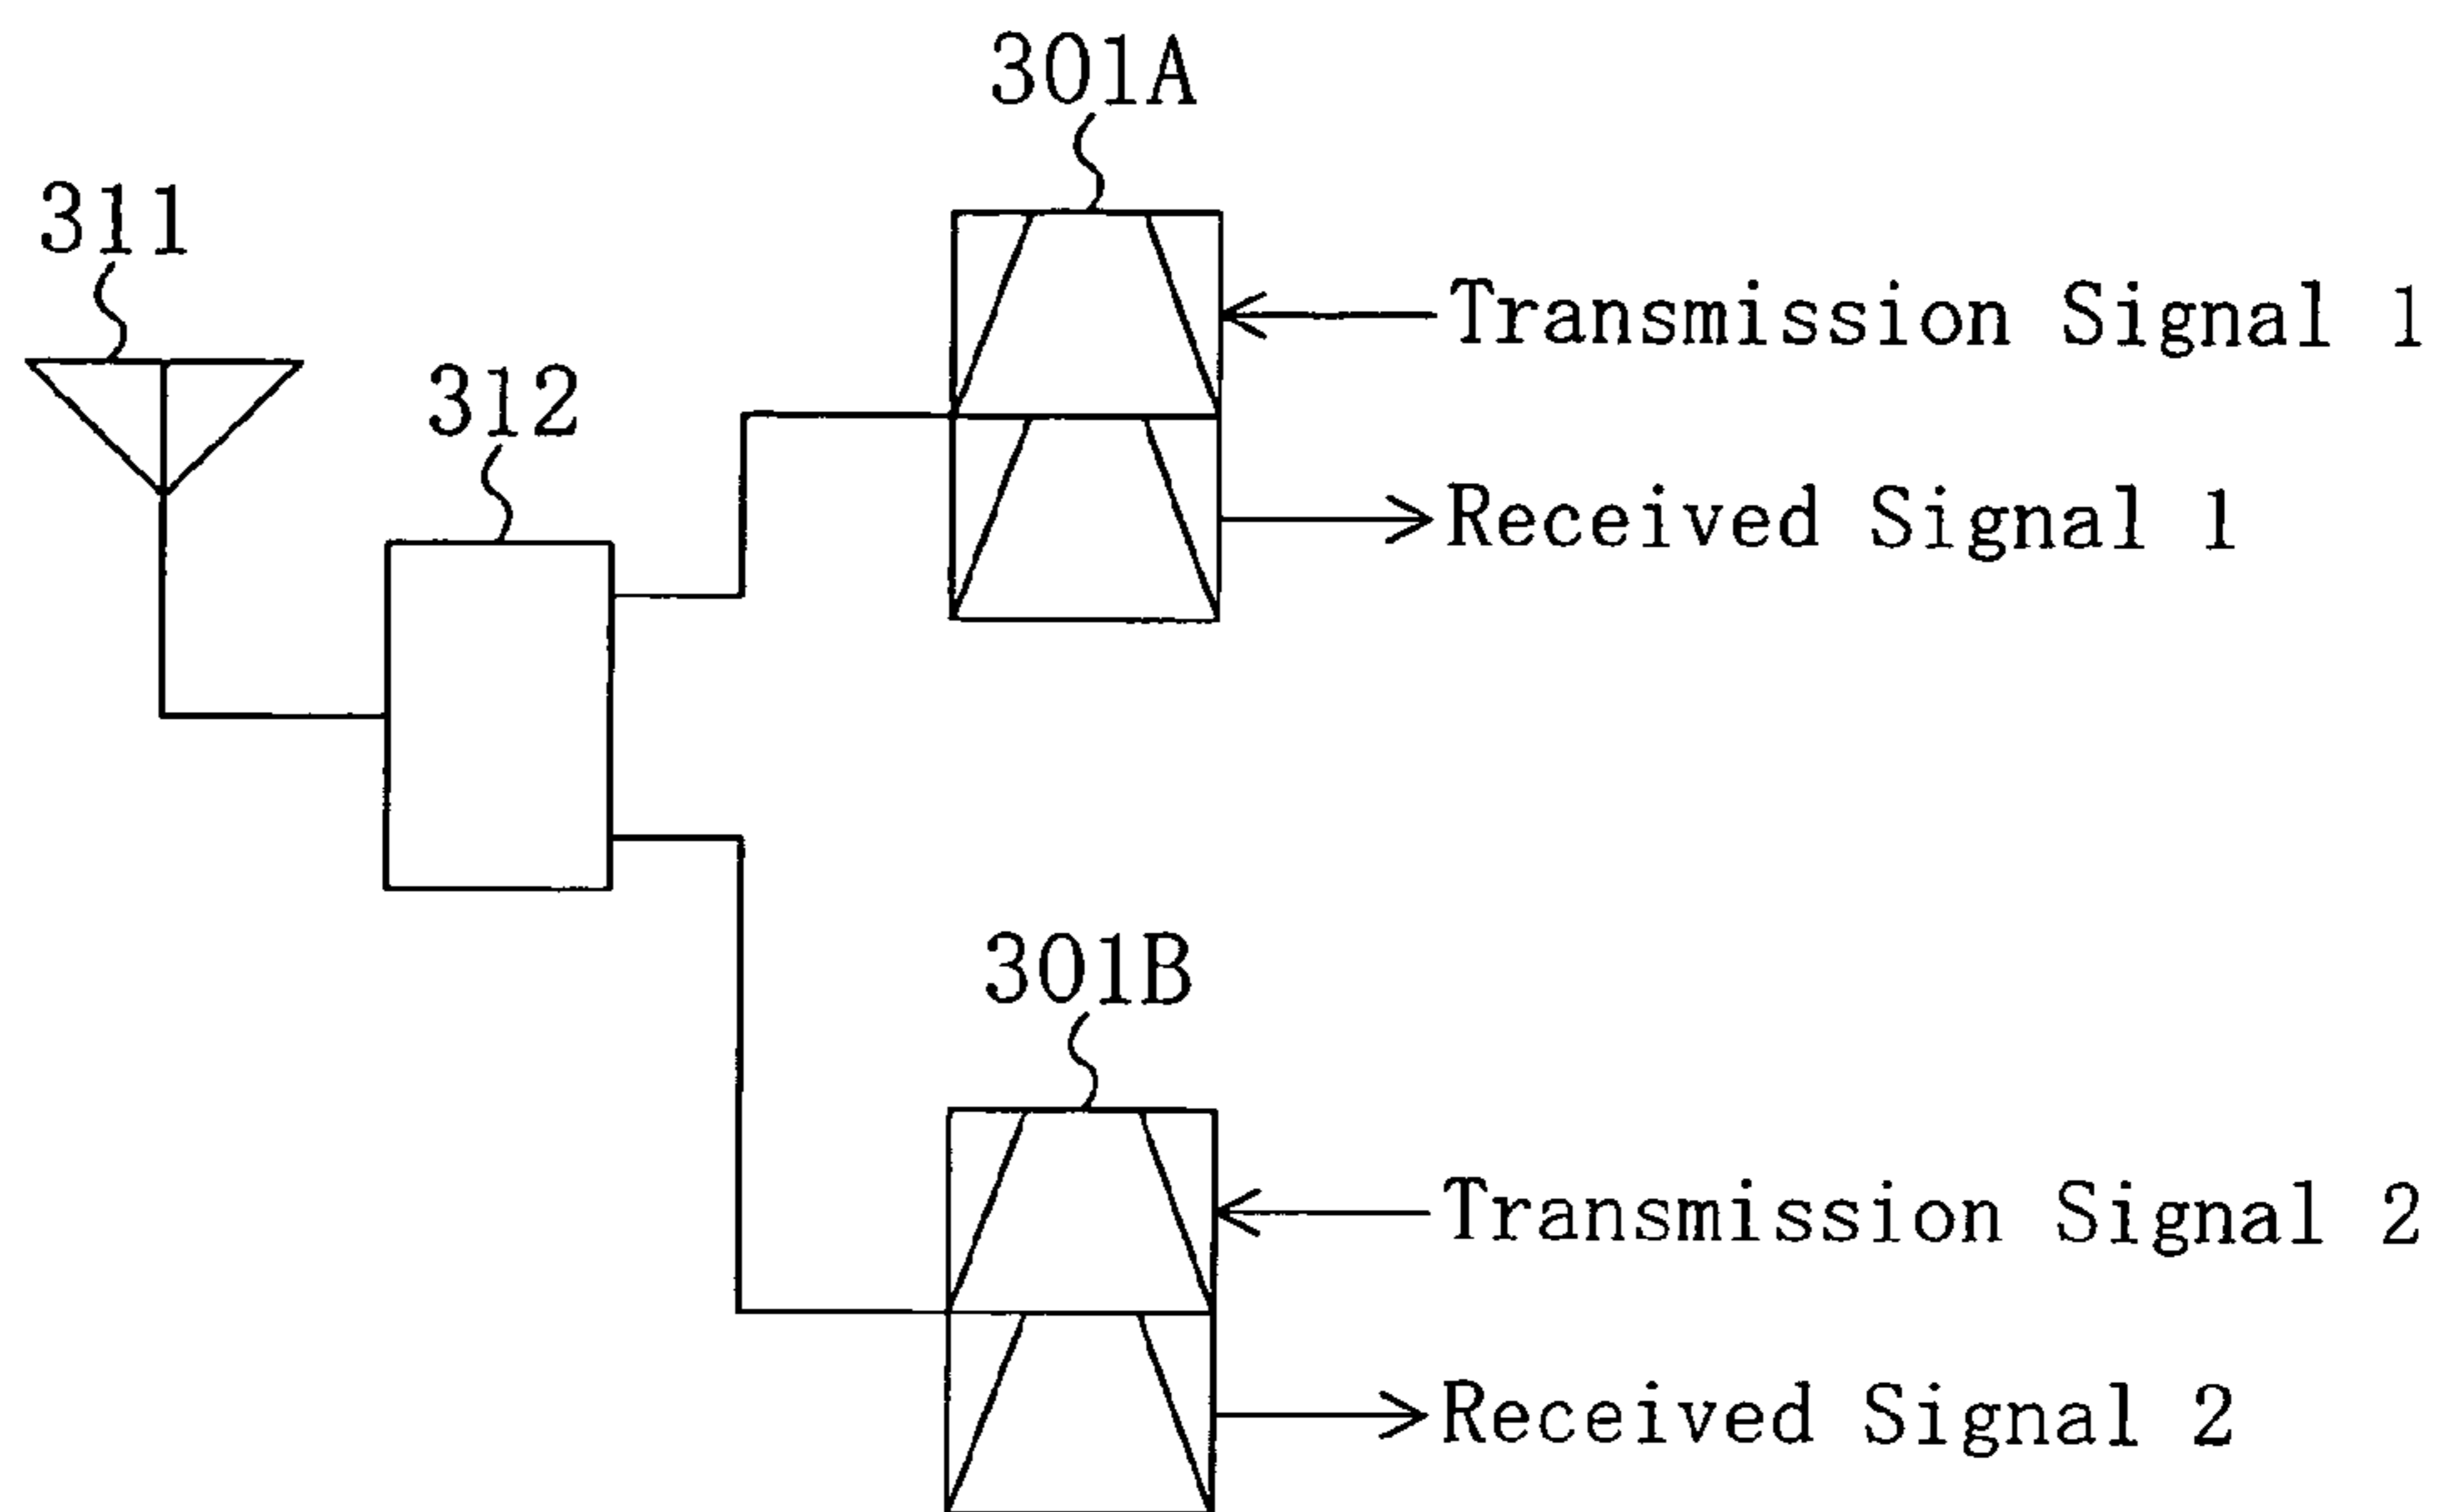 301A
311
Transmission Signal 1
312
Received Signal 1
301B
Transmission Signal 2
Received Signal 2